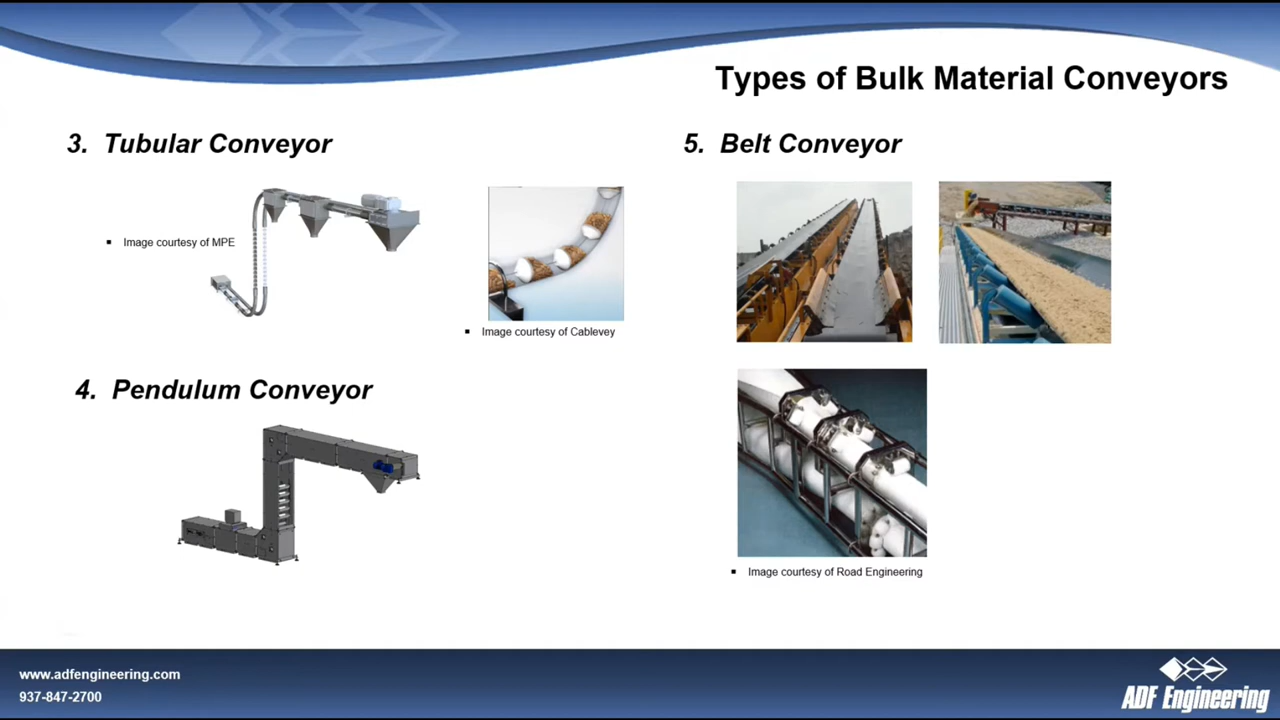 Types of Bulk Material Conveyors
3. Tubular Conveyor
Image courtesy of MPE
Image courtesy of Cablevey
4. Pendulum Conveyor
5. Belt Conveyor
Image courtesy of Road Engineering
www.adfengineering.com
937-847-2700
ADF Engineering